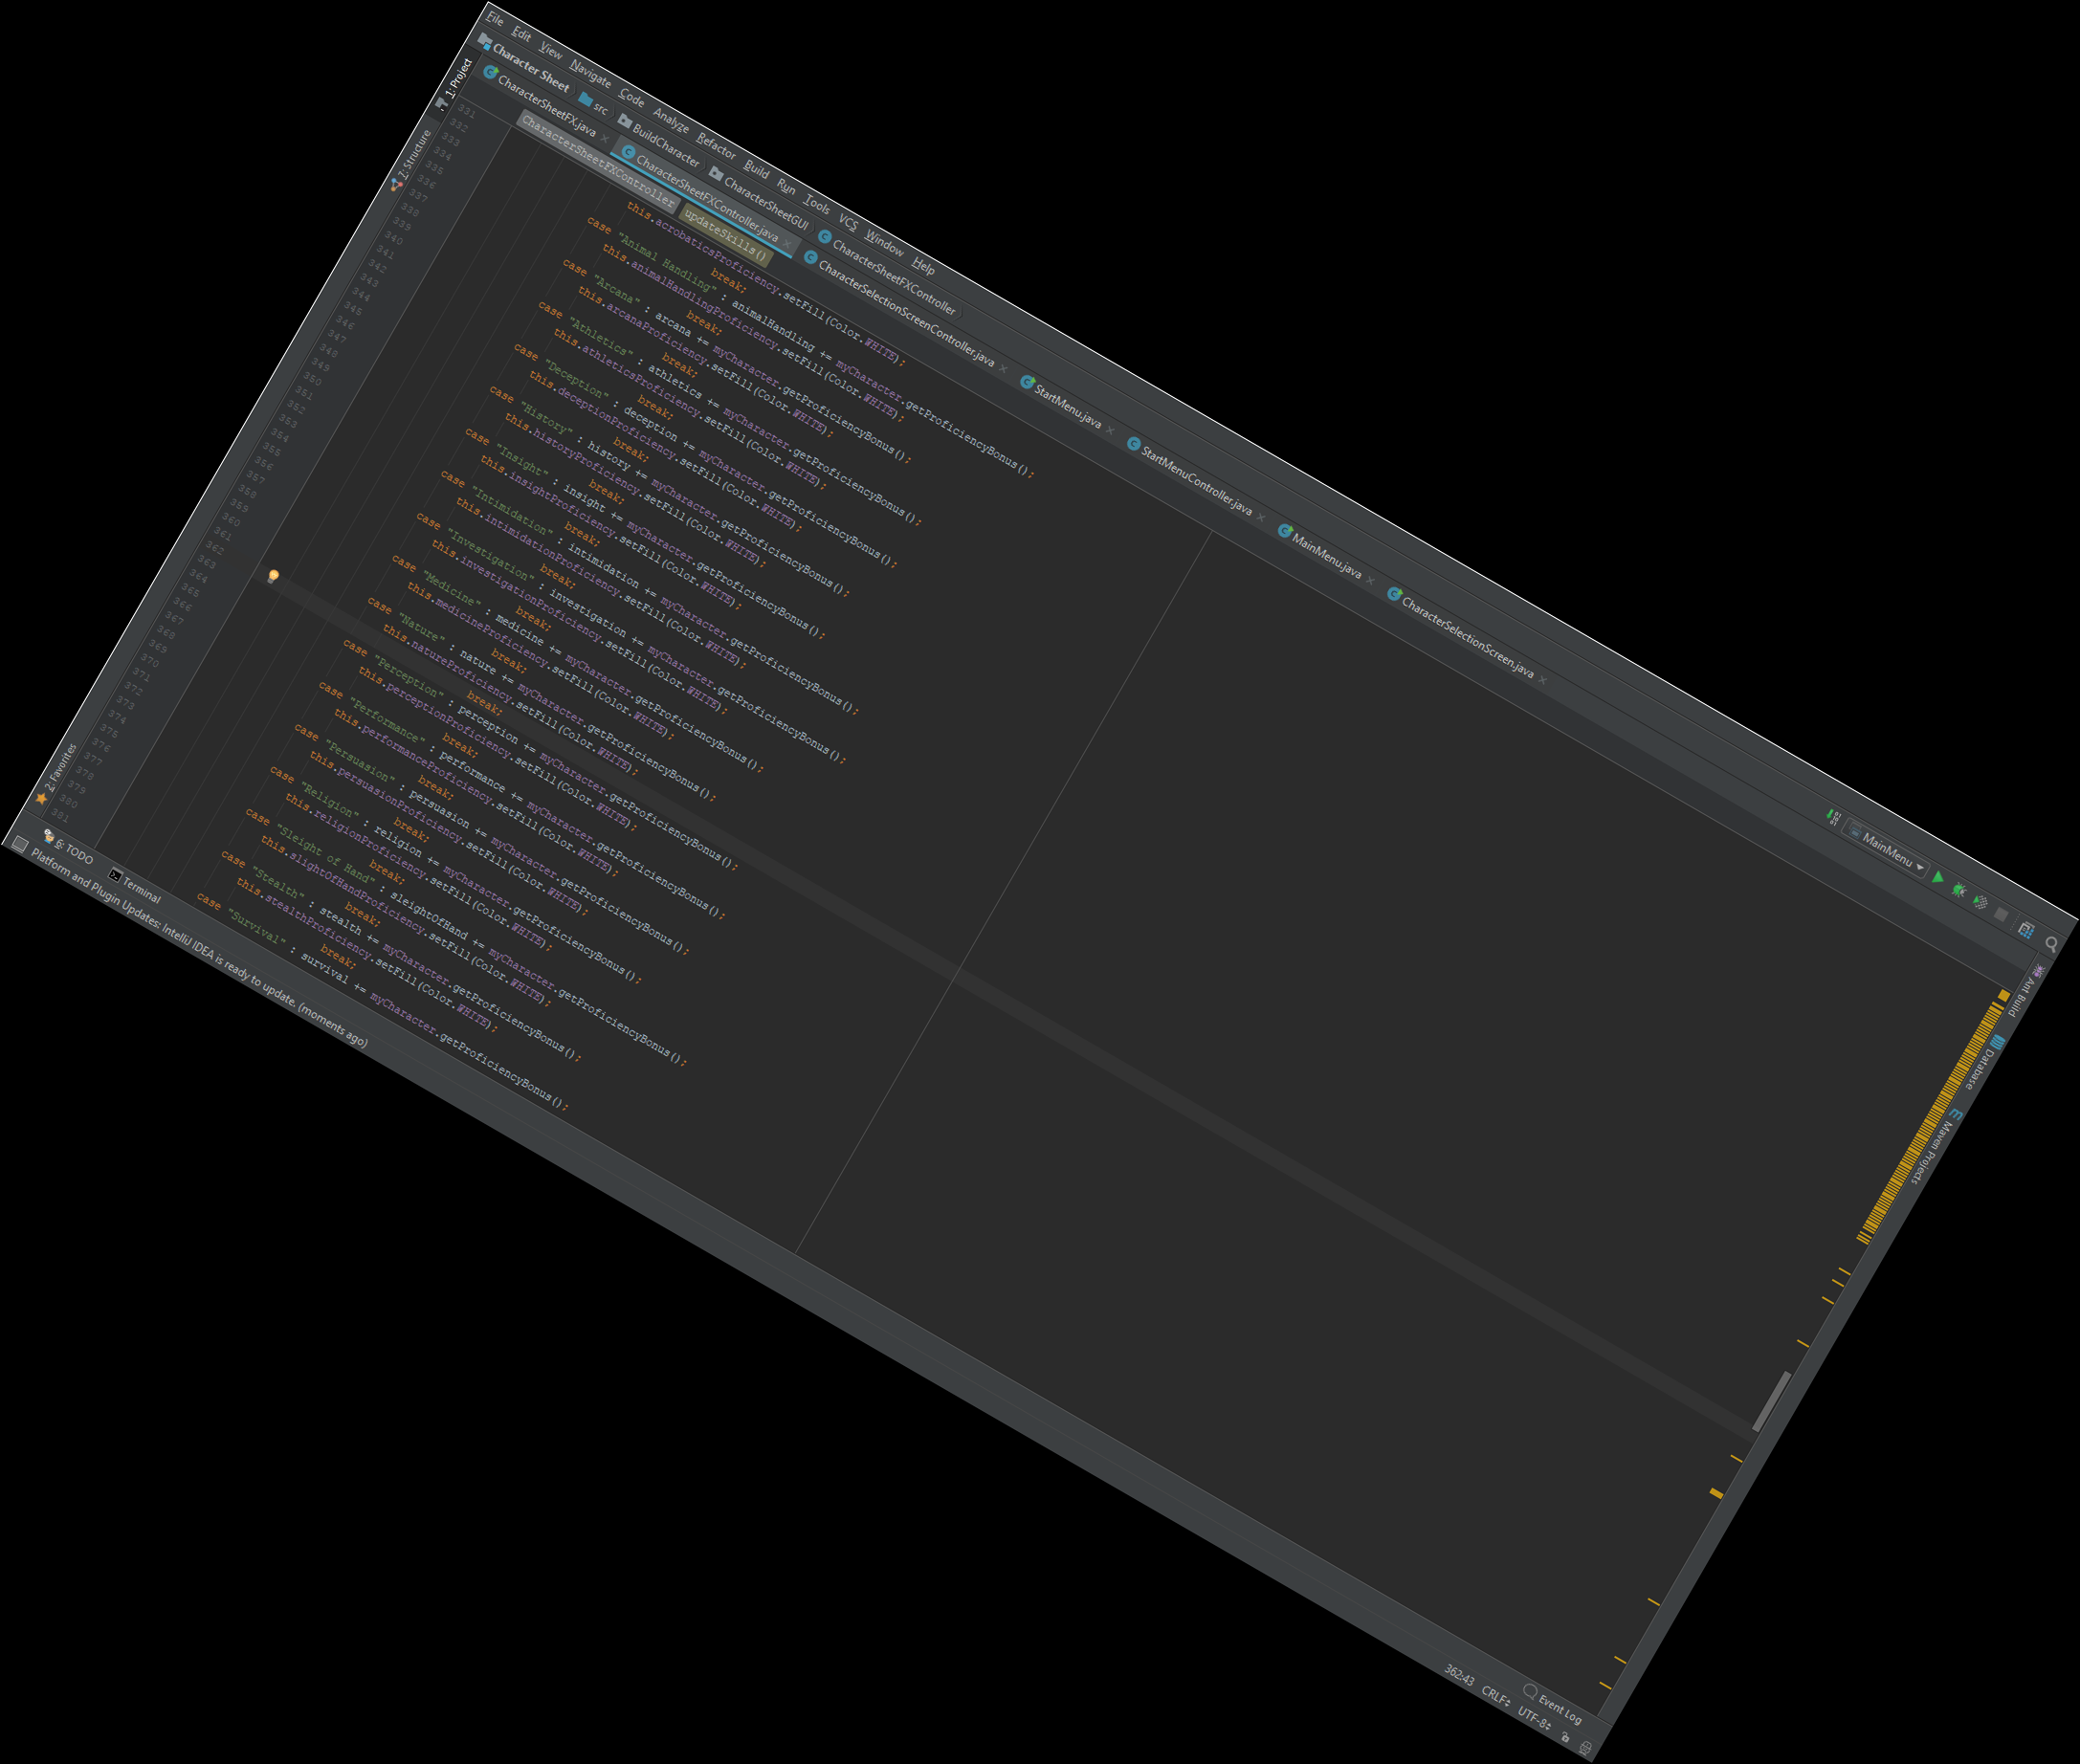 File Edit View Navigate Code Analyze Refactor Build Run Tools VCS Window Help
Character Sheet src BuildCharacter CharacterSheetGUI CharacterSheetFXController MainMenu
CharacterSheetFX.java CharacterSheetFXController.java CharacterSelectionScreenController.java StartMenu.java StartMenuController.java MainMenu.java CharacterSelectionScreen.java
CharacterSheetFXController updateSkills()
1: Project
7: Structure
2: Favorites
331 this.acrobaticsProficiency.setFill(Color.WHITE);
332 break;
333 case "Animal Handling" : animalHandling += myCharacter.getProficiencyBonus();
334 this.animalHandlingProficiency.setFill(Color.WHITE);
335 break;
336 case "Arcana" : arcana += myCharacter.getProficiencyBonus();
337 this.arcanaProficiency.setFill(Color.WHITE);
338 break;
339 case "Athletics" : athletics += myCharacter.getProficiencyBonus();
340 this.athleticsProficiency.setFill(Color.WHITE);
341 break;
342 case "Deception" : deception += myCharacter.getProficiencyBonus();
343 this.deceptionProficiency.setFill(Color.WHITE);
344 break;
345 case "History" : history += myCharacter.getProficiencyBonus();
346 this.historyProficiency.setFill(Color.WHITE);
347 break;
348 case "Insight" : insight += myCharacter.getProficiencyBonus();
349 this.insightProficiency.setFill(Color.WHITE);
350 break;
351 case "Intimidation" : intimidation += myCharacter.getProficiencyBonus();
352 this.intimidationProficiency.setFill(Color.WHITE);
353 break;
354 case "Investigation" : investigation += myCharacter.getProficiencyBonus();
355 this.investigationProficiency.setFill(Color.WHITE);
356 break;
357 case "Medicine" : medicine += myCharacter.getProficiencyBonus();
358 this.medicineProficiency.setFill(Color.WHITE);
359 break;
360 case "Nature" : nature += myCharacter.getProficiencyBonus();
361 this.natureProficiency.setFill(Color.WHITE);
362 break;
363 case "Perception" : perception += myCharacter.getProficiencyBonus();
364 this.perceptionProficiency.setFill(Color.WHITE);
365 break;
366 case "Performance" : performance += myCharacter.getProficiencyBonus();
367 this.performanceProficiency.setFill(Color.WHITE);
368 break;
369 case "Persuasion" : persuasion += myCharacter.getProficiencyBonus();
370 this.persuasionProficiency.setFill(Color.WHITE);
371 break;
372 case "Religion" : religion += myCharacter.getProficiencyBonus();
373 this.religionProficiency.setFill(Color.WHITE);
374 break;
375 case "Sleight of Hand" : sleightOfHand += myCharacter.getProficiencyBonus();
376 this.slightOfHandProficiency.setFill(Color.WHITE);
377 break;
378 case "Stealth" : stealth += myCharacter.getProficiencyBonus();
379 this.stealthProficiency.setFill(Color.WHITE);
380 break;
381 case "Survival" : survival += myCharacter.getProficiencyBonus();
Ant Build
Database
Maven Projects
6: TODO Terminal Event Log
Platform and Plugin Updates: IntelliJ IDEA is ready to update. (moments ago) 362:43 CRLF UTF-8